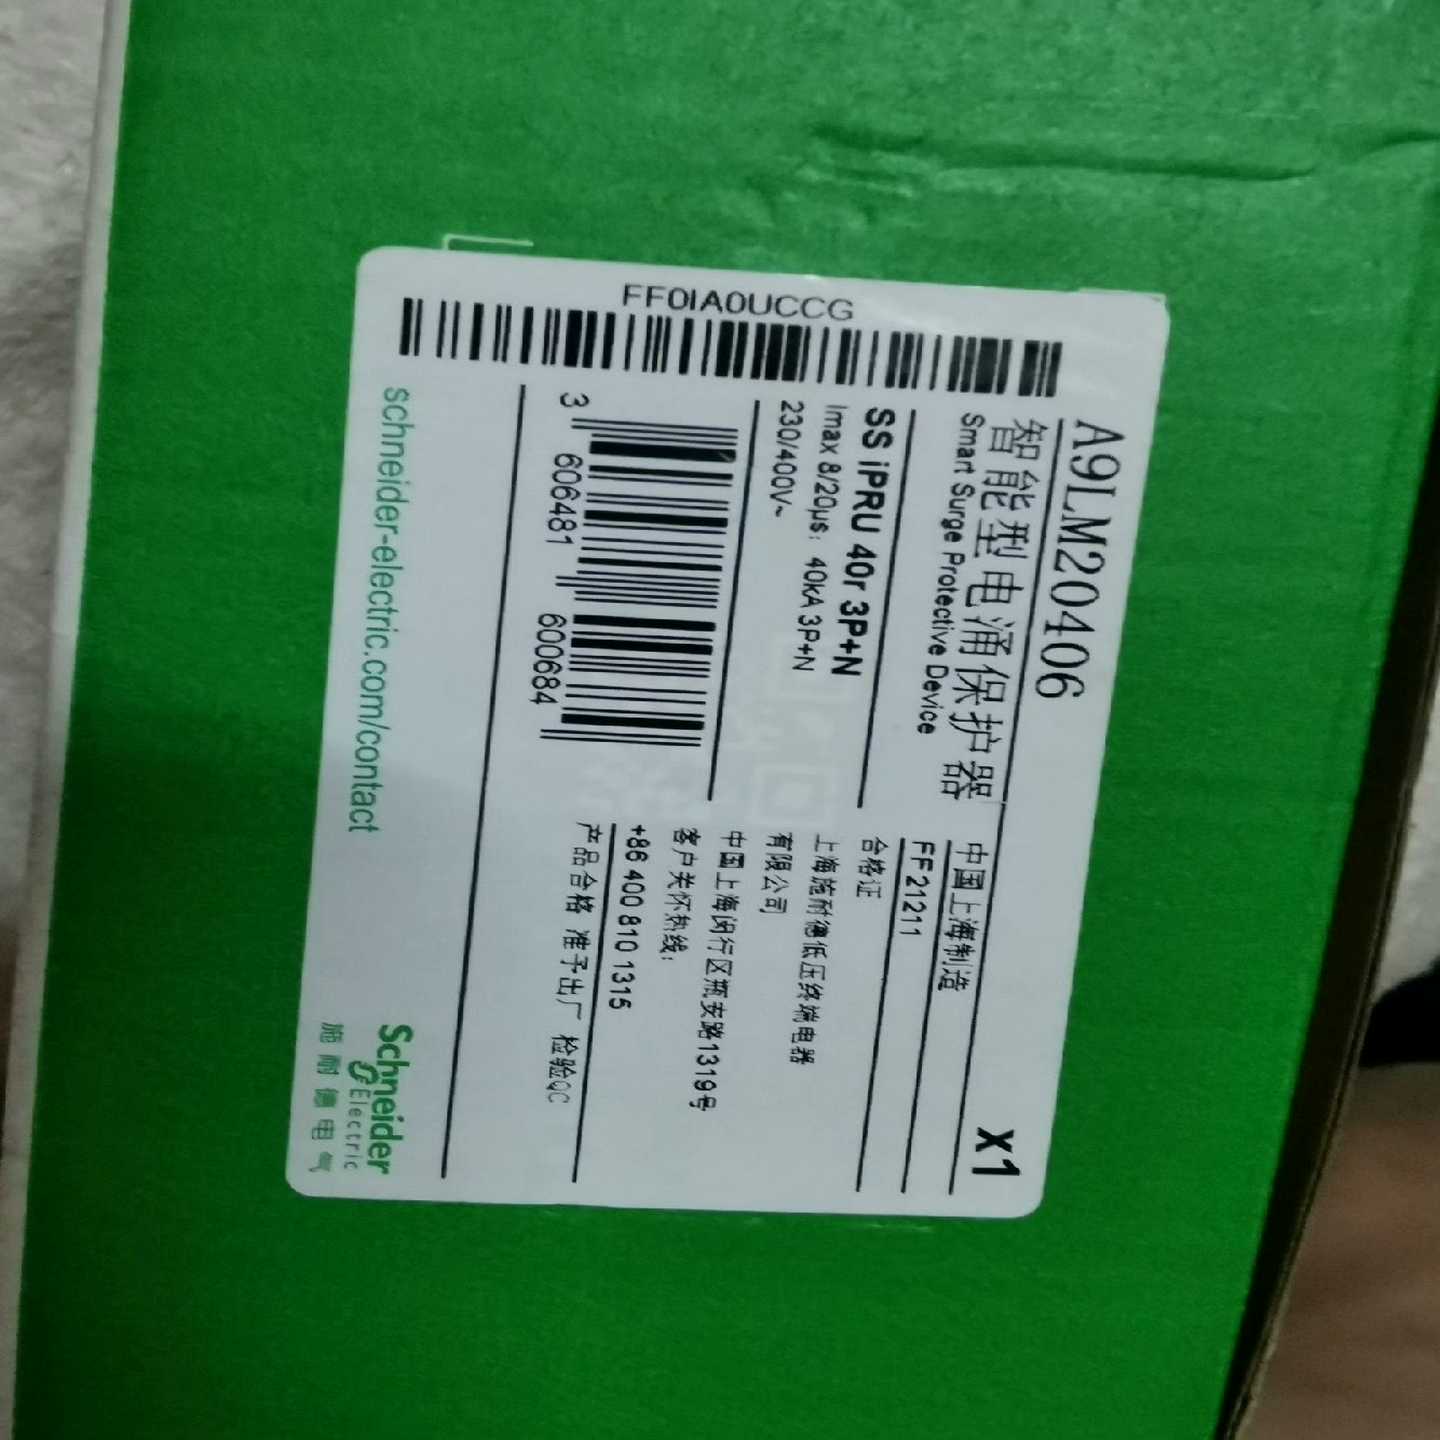 FF0IA0UCCG
A9LM20406
智能型电涌保护器
Smart Surge Protective Device
SS iPRU 40r 3P+N
Imax 8/20µs: 40kA 3P+N
230/400V~
3 606481 600684
X1
中国上海制造
FF21211
合格证
上海施耐德低压终端电器
有限公司
中国上海闵行区瓶安路1319号
客户关怀热线:
+86 400 810 1315
产品合格 准予出厂 检验QC
schneider-electric.com/contact
Schneider
Electric
施耐德电气